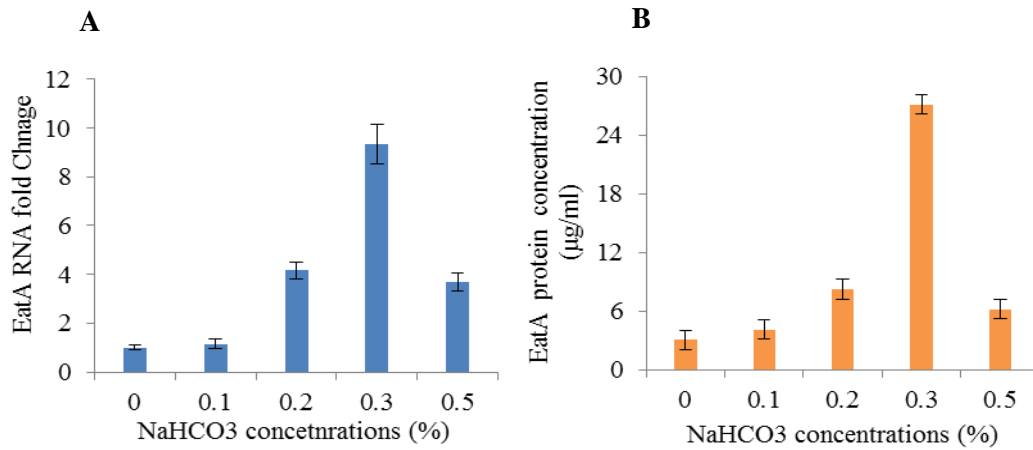 A
EatA RNA fold Chnage
12
10
8
6
4
2
0
0 0.1 0.2 0.3 0.5
NaHCO3 concetnrations (%)
B
EatA protein concentration
(µg/ml)
30
24
18
12
6
0
0 0.1 0.2 0.3 0.5
NaHCO3 concentrations (%)